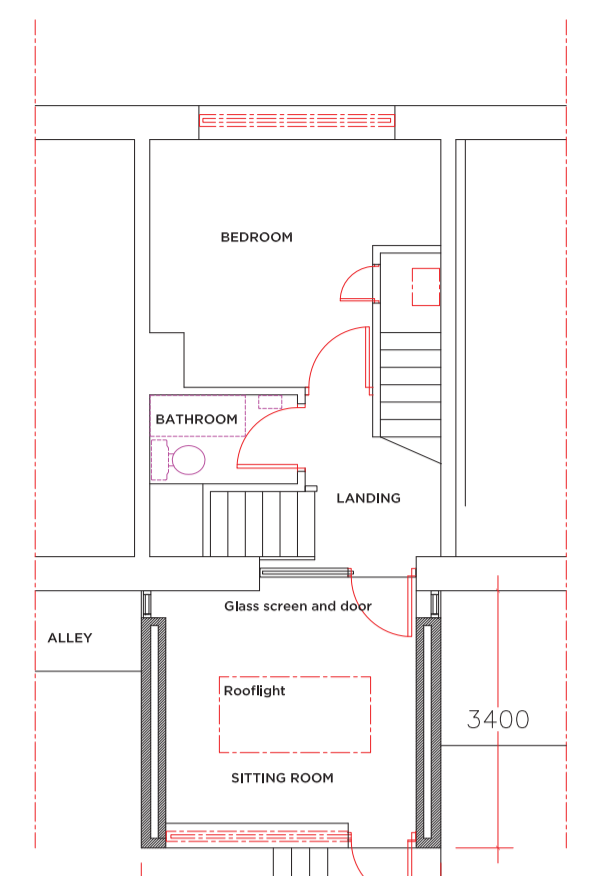 BEDROOM
BATHROOM
LANDING
Glass screen and door
ALLEY
Rooflight
3400
SITTING ROOM